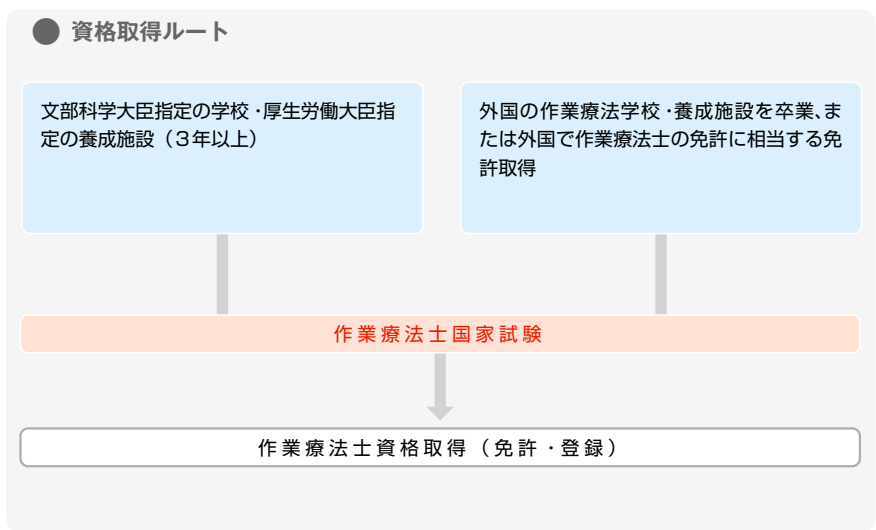 資格取得ルート
文部科学大臣指定の学校・厚生労働大臣指
定の養成施設（３年以上）
外国の作業療法学校・養成施設を卒業、ま
たは外国で作業療法士の免許に相当する免
許取得
作業療法士国家試験
作業療法士資格取得（免許・登録）